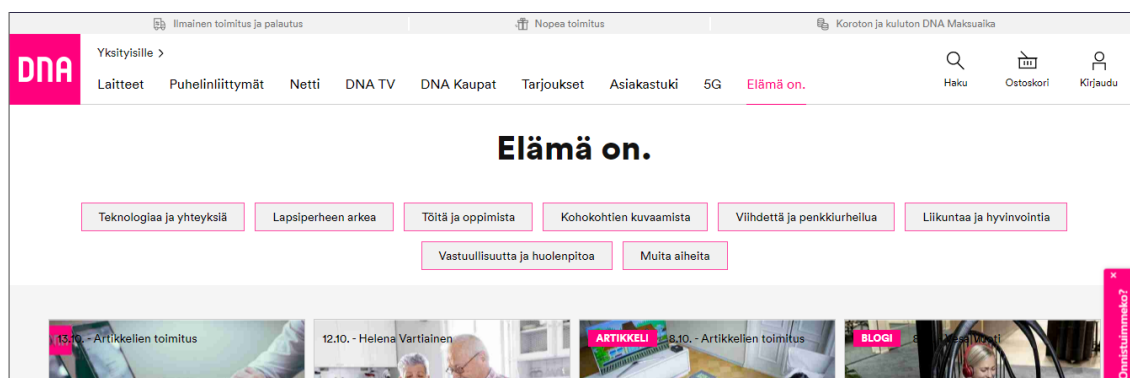 Ilmainen toimitus ja palautus
Nopea toimitus
Koroton ja kuluton DNA Maksuaika
DNA
Yksityisille >
Laitteet Puhelinliittymät Netti DNA TV DNA Kaupat Tarjoukset Asiakastuki 5G Elämä on.
Haku Ostoskori Kirjaudu
Elämä on.
Teknologiaa ja yhteyksiä Lapsiperheen arkea Töitä ja oppimista Kohokohtien kuvaamista Viihdettä ja penkkiurheilua Liikuntaa ja hyvinvointia
Vastuullisuutta ja huolenpitoa Muita aiheita
× Onnistuimmeko?
13.10. - Artikkelien toimitus
12.10. - Helena Vartiainen
ARTIKKELI 8.10. - Artikkelien toimitus
BLOGI